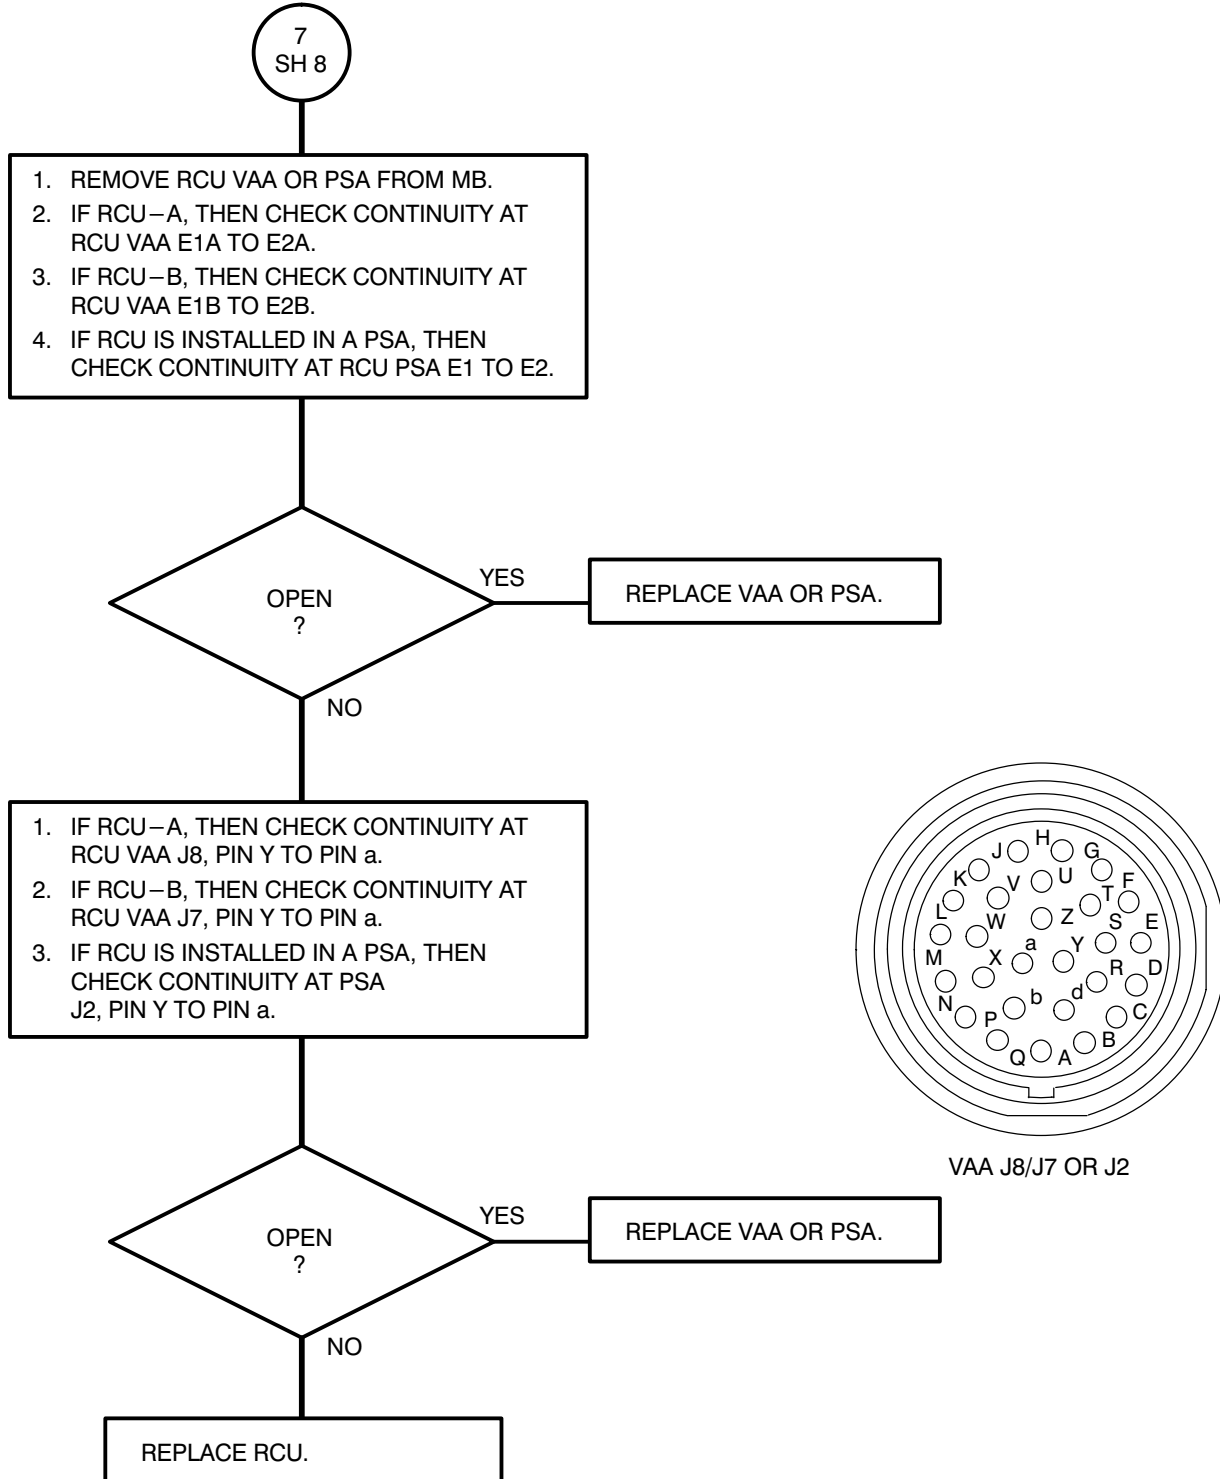 7
SH 8
1. REMOVE RCU VAA OR PSA FROM MB.
2. IF RCU–A, THEN CHECK CONTINUITY AT
RCU VAA E1A TO E2A.
3. IF RCU–B, THEN CHECK CONTINUITY AT
RCU VAA E1B TO E2B.
4. IF RCU IS INSTALLED IN A PSA, THEN
CHECK CONTINUITY AT RCU PSA E1 TO E2.
OPEN
?
YES
REPLACE VAA OR PSA.
NO
1. IF RCU–A, THEN CHECK CONTINUITY AT
RCU VAA J8, PIN Y TO PIN a.
2. IF RCU–B, THEN CHECK CONTINUITY AT
RCU VAA J7, PIN Y TO PIN a.
3. IF RCU IS INSTALLED IN A PSA, THEN
CHECK CONTINUITY AT PSA
J2, PIN Y TO PIN a.
H
J
G
K
V
U
F
T
L
W
Z
S
E
M
X
a
Y
R
D
N
b
d
C
P
B
Q
A
VAA J8/J7 OR J2
OPEN
?
YES
REPLACE VAA OR PSA.
NO
REPLACE RCU.